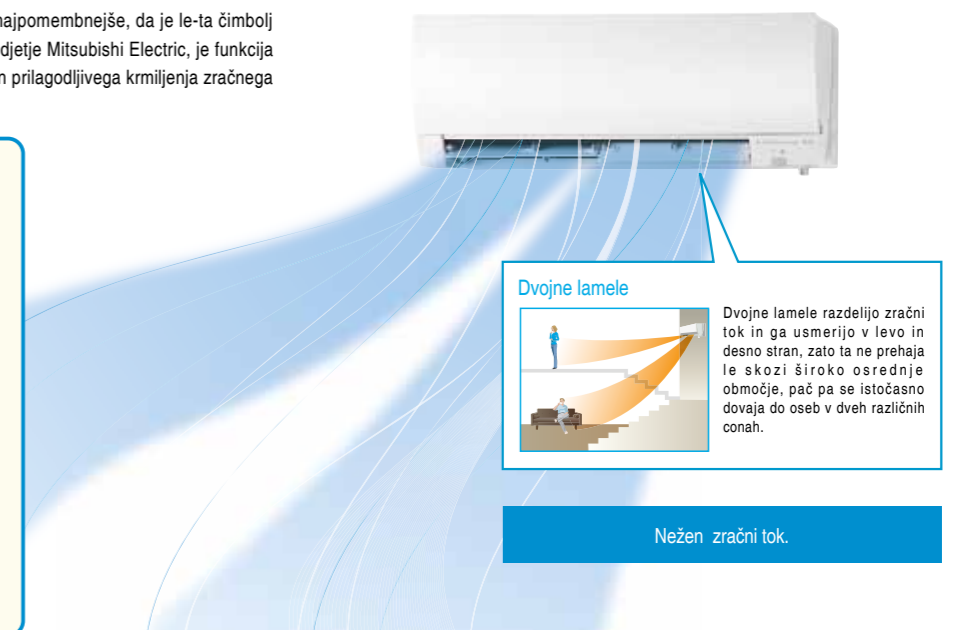 najpomembnejše, da je le-ta čimbolj
djetje Mitsubishi Electric, je funkcija
prilagodljivega krmiljenja zračnega
Dvojne lamele
Dvojne lamele razdelijo zračni
tok in ga usmerijo v levo in
desno stran, zato ta ne prehaja
le skozi široko osrednje
območje, pač pa se istočasno
dovaja do oseb v dveh različnih
conah.
Nežen zračni tok.